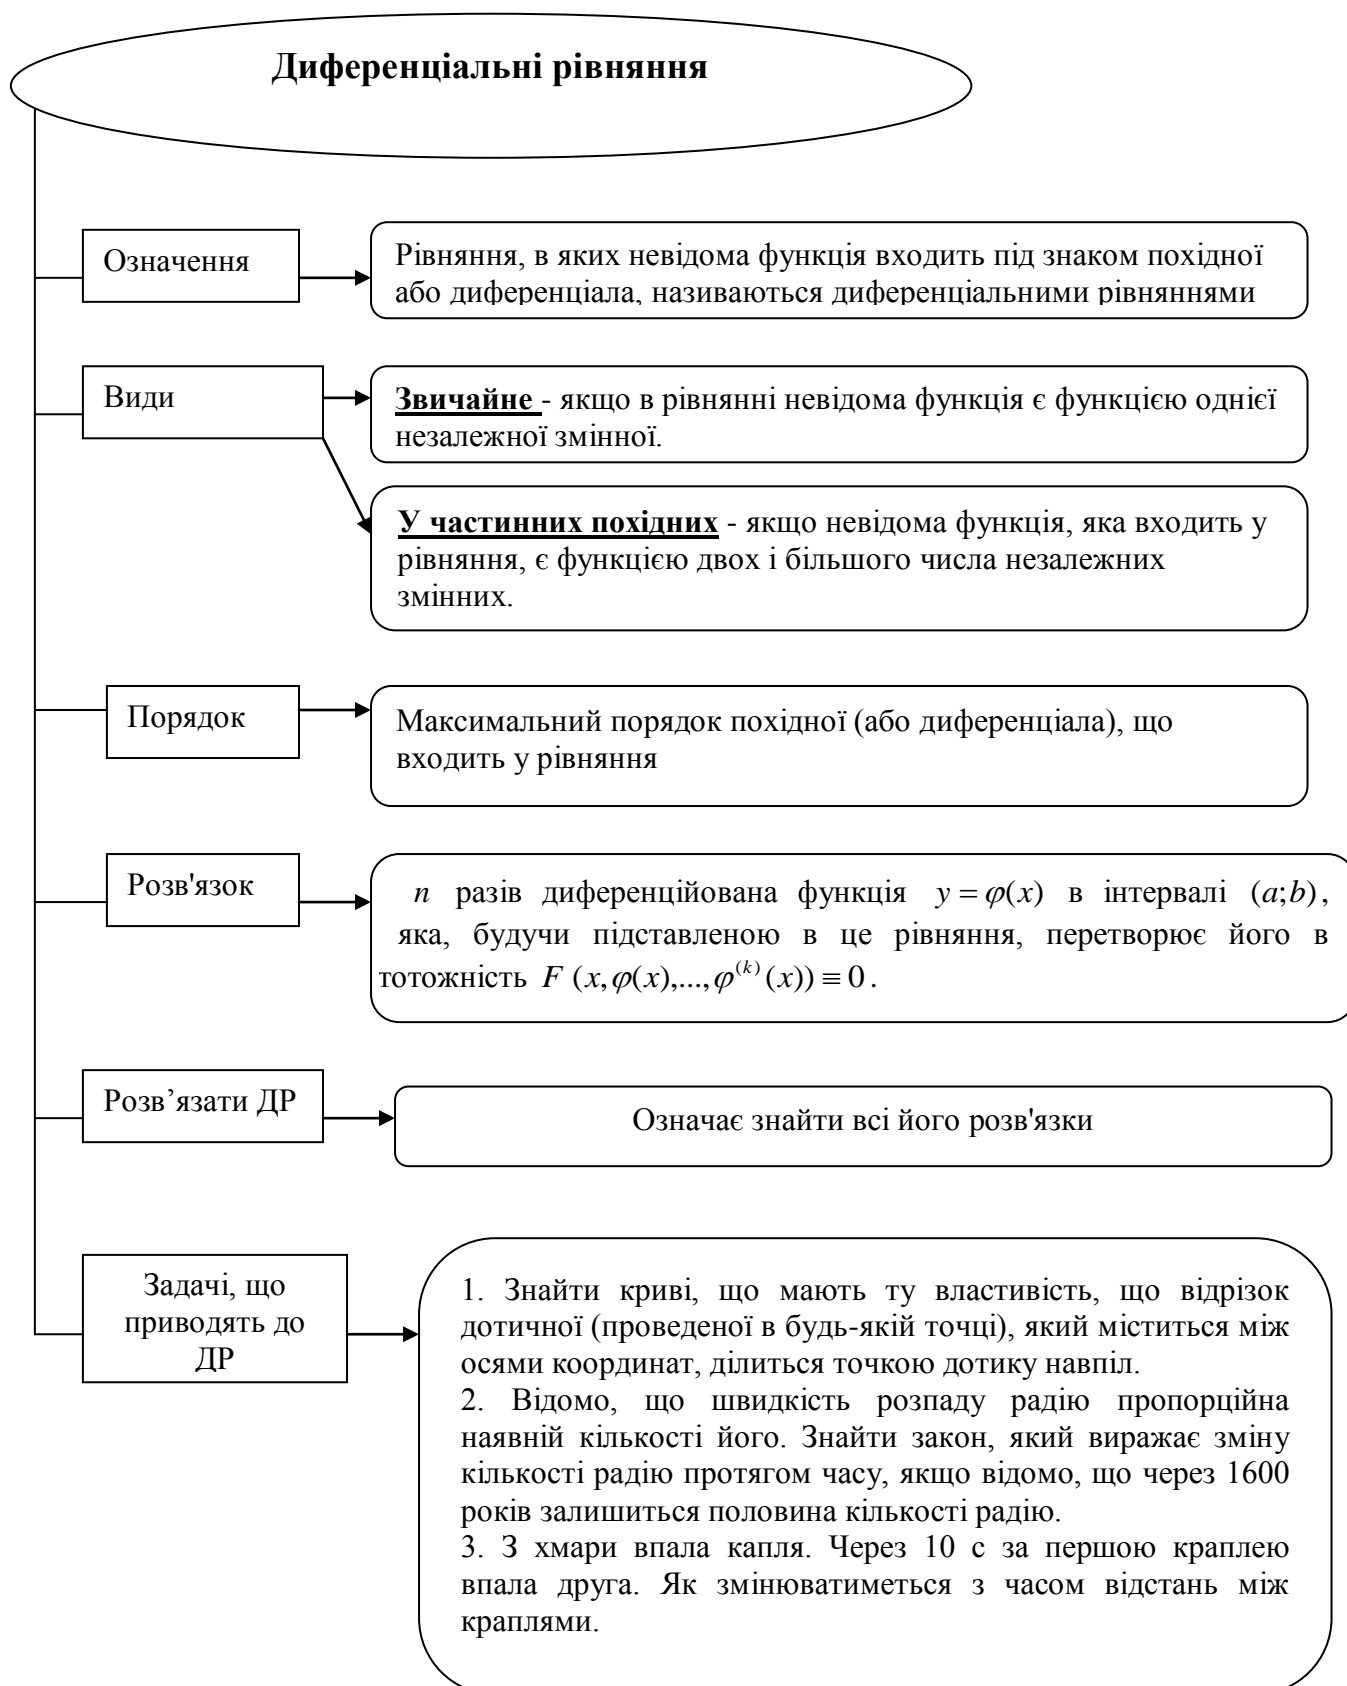 Диференціальні рівняння
Означення
Рівняння, в яких невідома функція входить під знаком похідної
або диференціала, називаються диференціальними рівняннями
Види
Звичайне - якщо в рівнянні невідома функція є функцією однієї
незалежної змінної.
У частинних похідних - якщо невідома функція, яка входить у
рівняння, є функцією двох і більшого числа незалежних
змінних.
Порядок
Максимальний порядок похідної (або диференціала), що
входить у рівняння
Розв'язок
n разів диференційована функція y = φ(x) в інтервалі (a;b),
яка, будучи підставленою в це рівняння, перетворює його в
тотожність F (x, φ(x),..., φ^(k) (x)) ≡ 0.
Розв’язати ДР
Означає знайти всі його розв'язки
Задачі, що
приводять до
ДР
1. Знайти криві, що мають ту властивість, що відрізок
дотичної (проведеної в будь-якій точці), який міститься між
осями координат, ділиться точкою дотику навпіл.
2. Відомо, що швидкість розпаду радію пропорційна
наявній кількості його. Знайти закон, який виражає зміну
кількості радію протягом часу, якщо відомо, що через 1600
років залишиться половина кількості радію.
3. З хмари впала капля. Через 10 с за першою краплею
впала друга. Як змінюватиметься з часом відстань між
краплями.